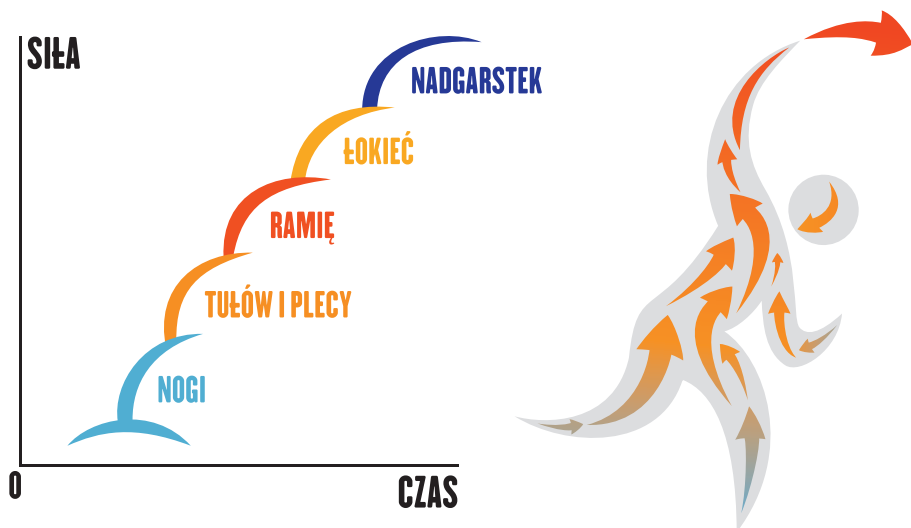 SIŁA
NADGARSTEK
ŁOKIEĆ
RAMIĘ
TUŁÓW I PLECY
NOGI
0
CZAS